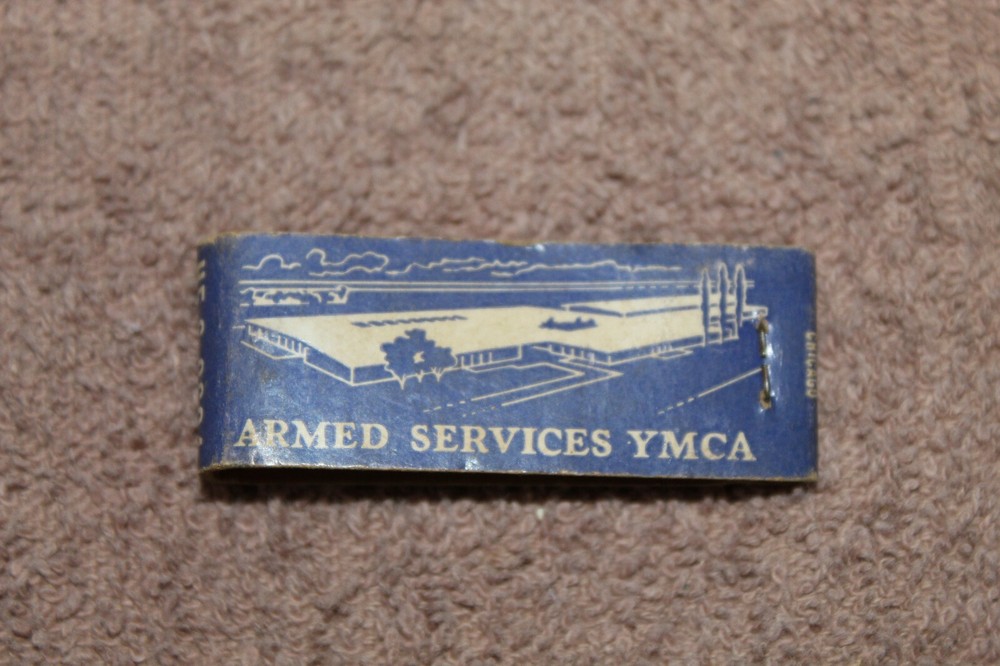 ARMED SERVICES YMCA